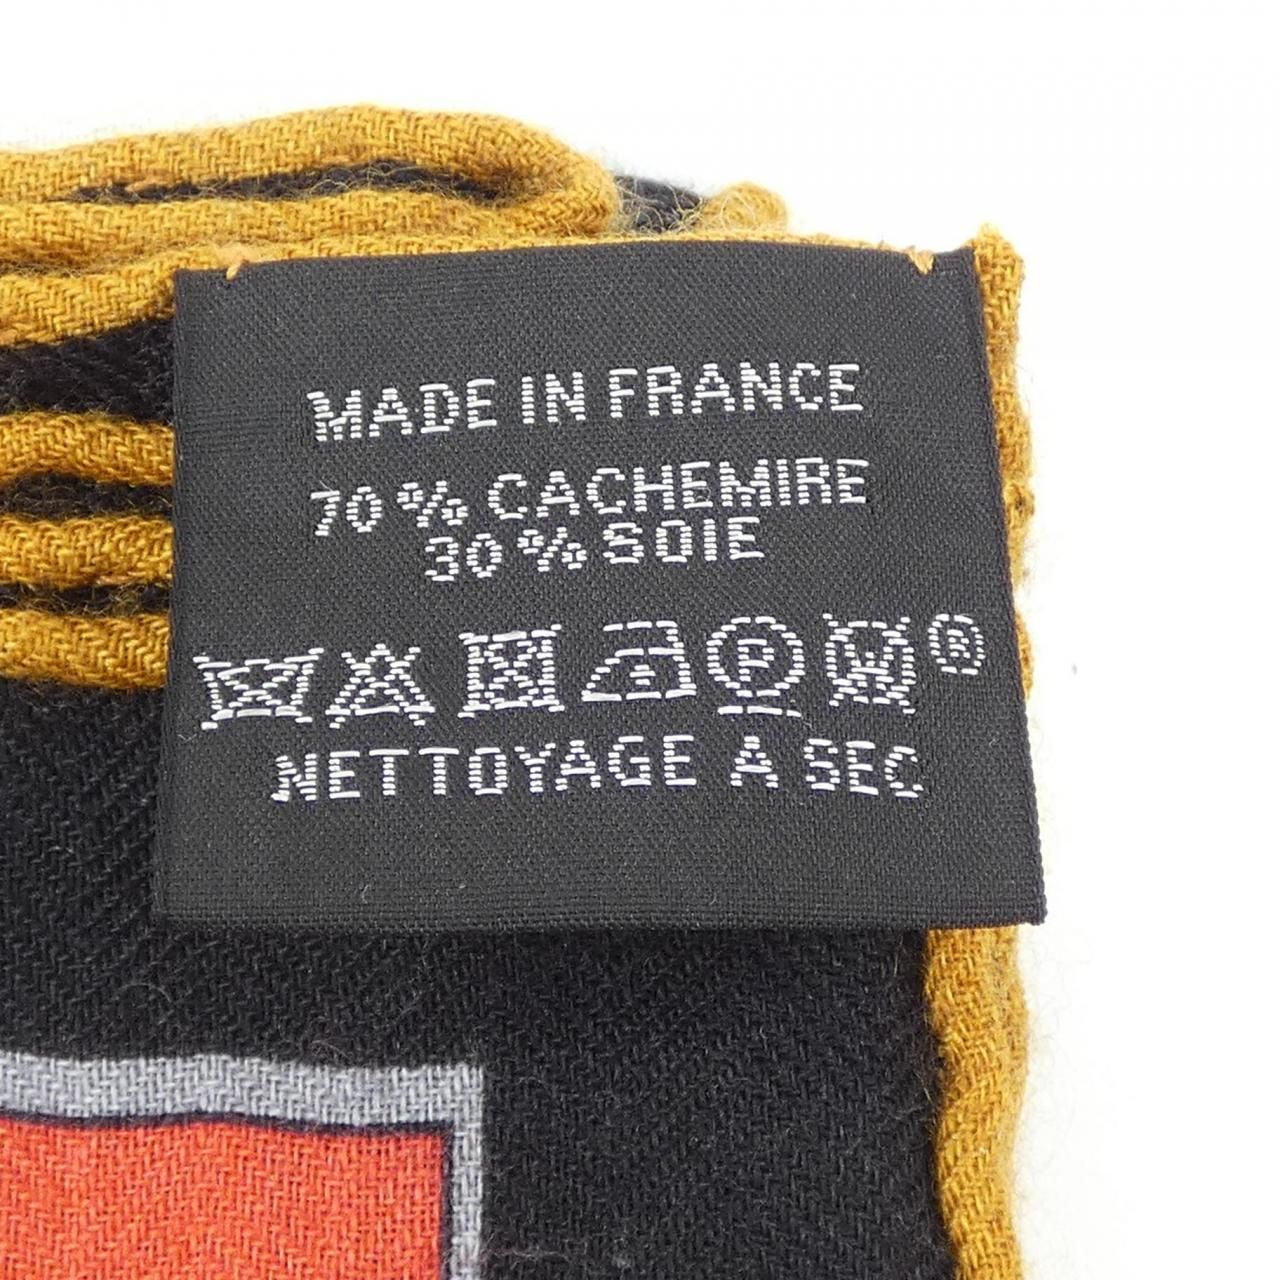 MADE IN FRANCE
70 % CACHEMIRE
30 % SOIE
P W ®
NETTOYAGE A SEC